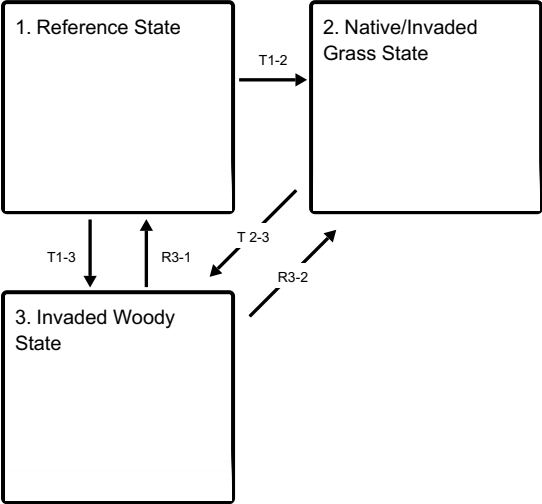 1. Reference State
2. Native/Invaded
Grass State
T1-2
T1-3
R3-1
T 2-3
R3-2
3. Invaded Woody
State